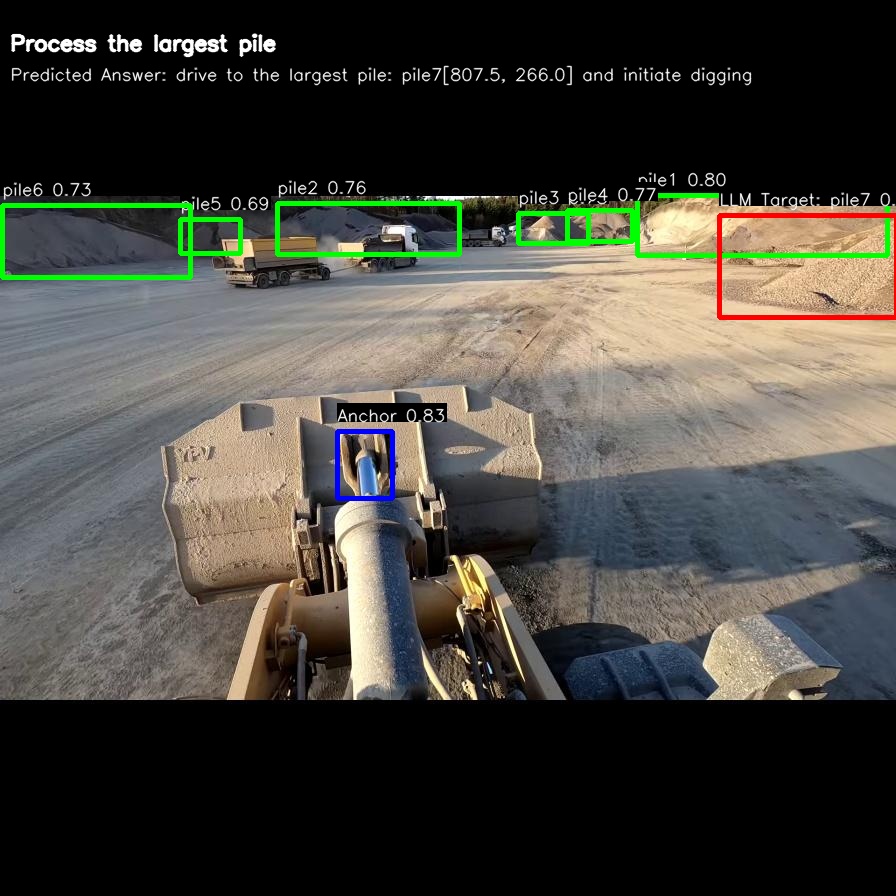 Process the largest pile
Predicted Answer: drive to the largest pile: pile7[807.5, 266.0] and initiate digging
pile1 0.80
pile6 0.73
pile5 0.69
pile2 0.76
pile3
pile4 0.77
LLM Target: pile7 0.
Anchor 0.83